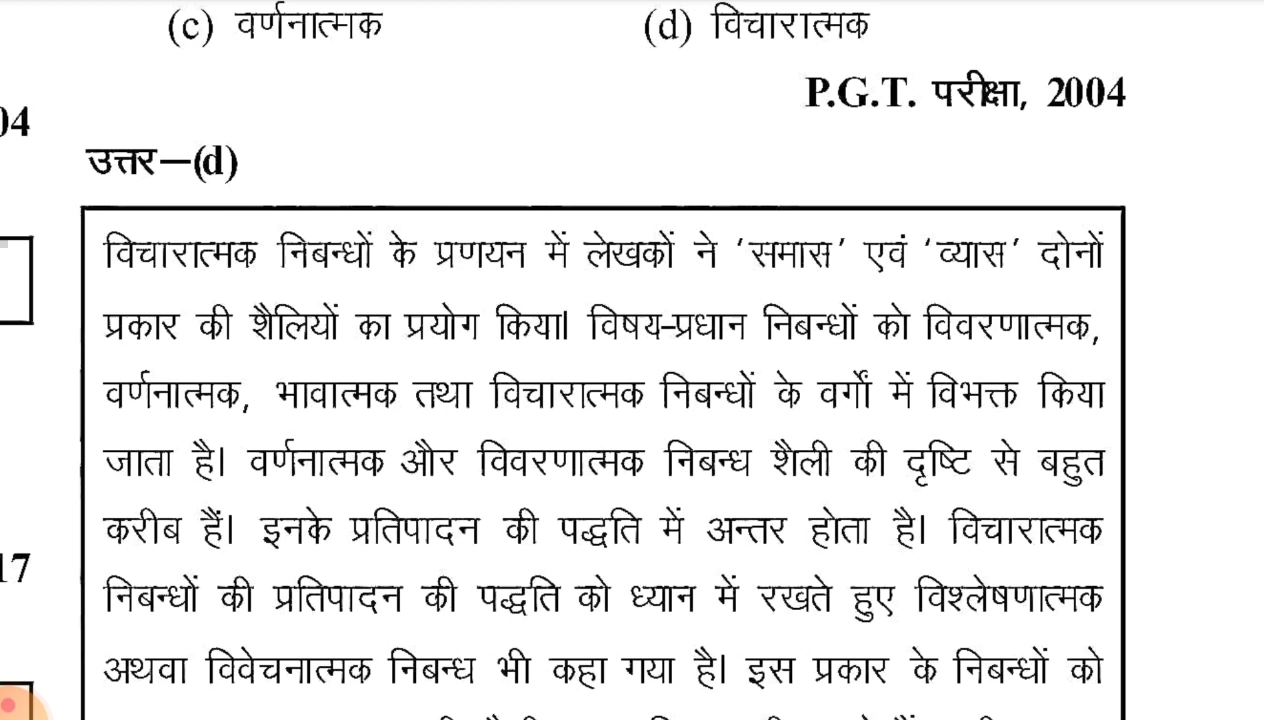 (c) वर्णनात्मक (d) विचारात्मक
P.G.T. परीक्षा, 2004
04
उत्तर–(d)
विचारात्मक निबन्धों के प्रणयन में लेखकों ने 'समास' एवं 'व्यास' दोनों
प्रकार की शैलियों का प्रयोग किया। विषय-प्रधान निबन्धों को विवरणात्मक,
वर्णनात्मक, भावात्मक तथा विचारात्मक निबन्धों के वर्गों में विभक्त किया
जाता है। वर्णनात्मक और विवरणात्मक निबन्ध शैली की दृष्टि से बहुत
करीब हैं। इनके प्रतिपादन की पद्धति में अन्तर होता है। विचारात्मक
17
निबन्धों की प्रतिपादन की पद्धति को ध्यान में रखते हुए विश्लेषणात्मक
अथवा विवेचनात्मक निबन्ध भी कहा गया है। इस प्रकार के निबन्धों को